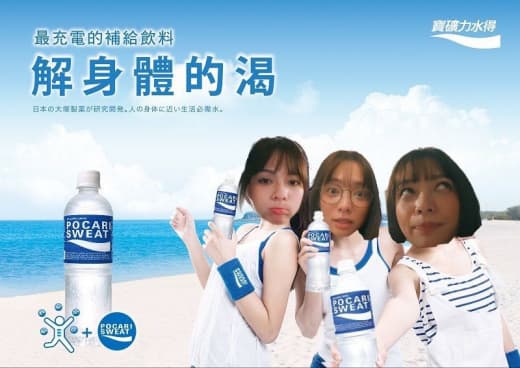 最充電的補給飲料
寶礦力水得
解身體的渴
日本の大塚製薬が研究開発。人の身体に近い生活必需水。
POCARI
SWEAT
POCARI
SWEAT
POCARI
SWEAT
POCARI
SWEAT
+
POCARI
SWEAT